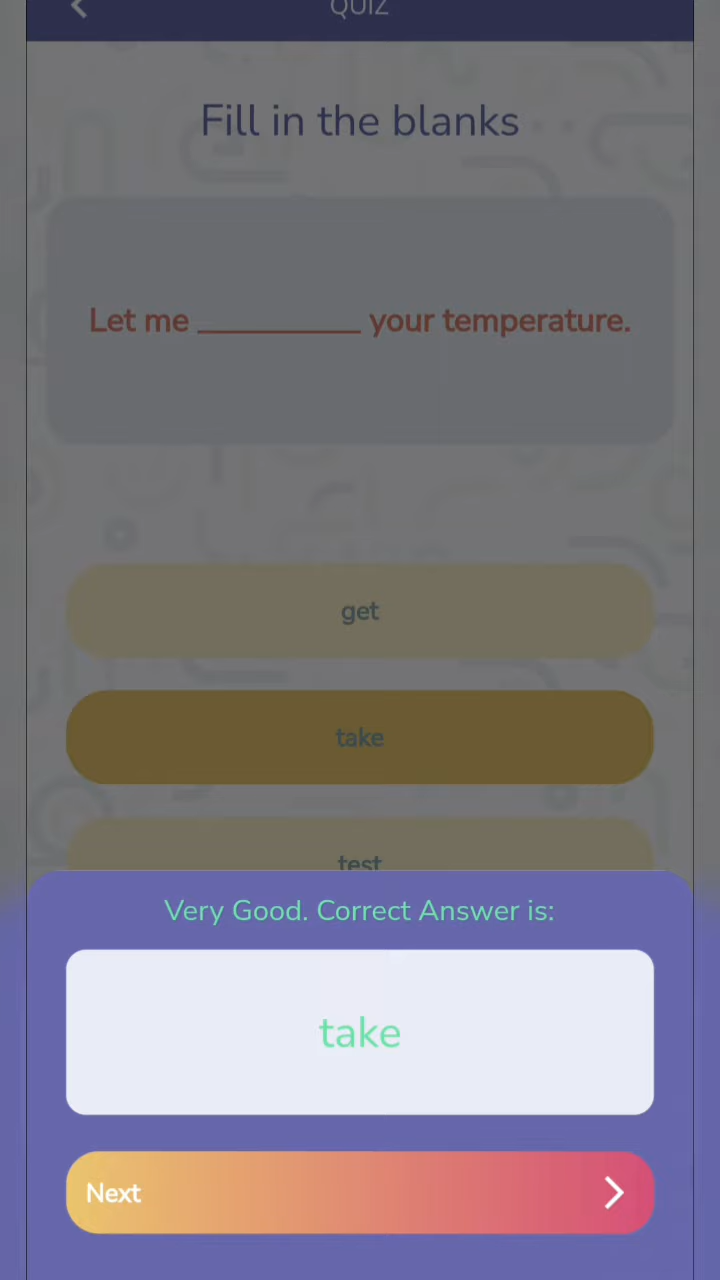 QUIZ
Fill in the blanks
Let me _________ your temperature.
get
take
test
Very Good. Correct Answer is:
take
Next